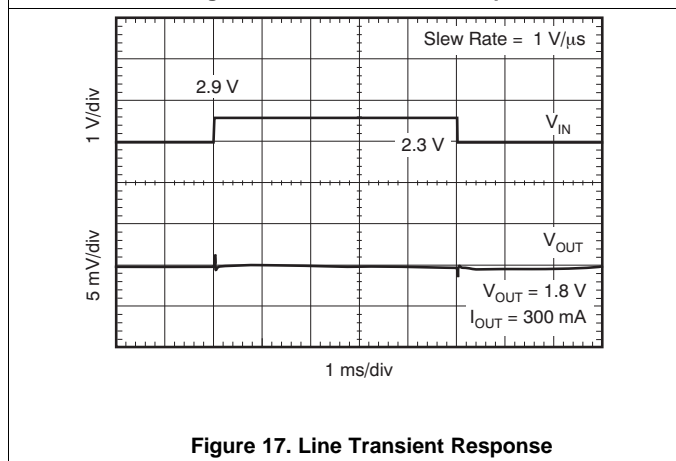 Slew Rate = 1 V/μs
2.9 V
1 V/div
V_IN
2.3 V
5 mV/div
V_OUT
V_OUT = 1.8 V
I_OUT = 300 mA
1 ms/div
Figure 17. Line Transient Response